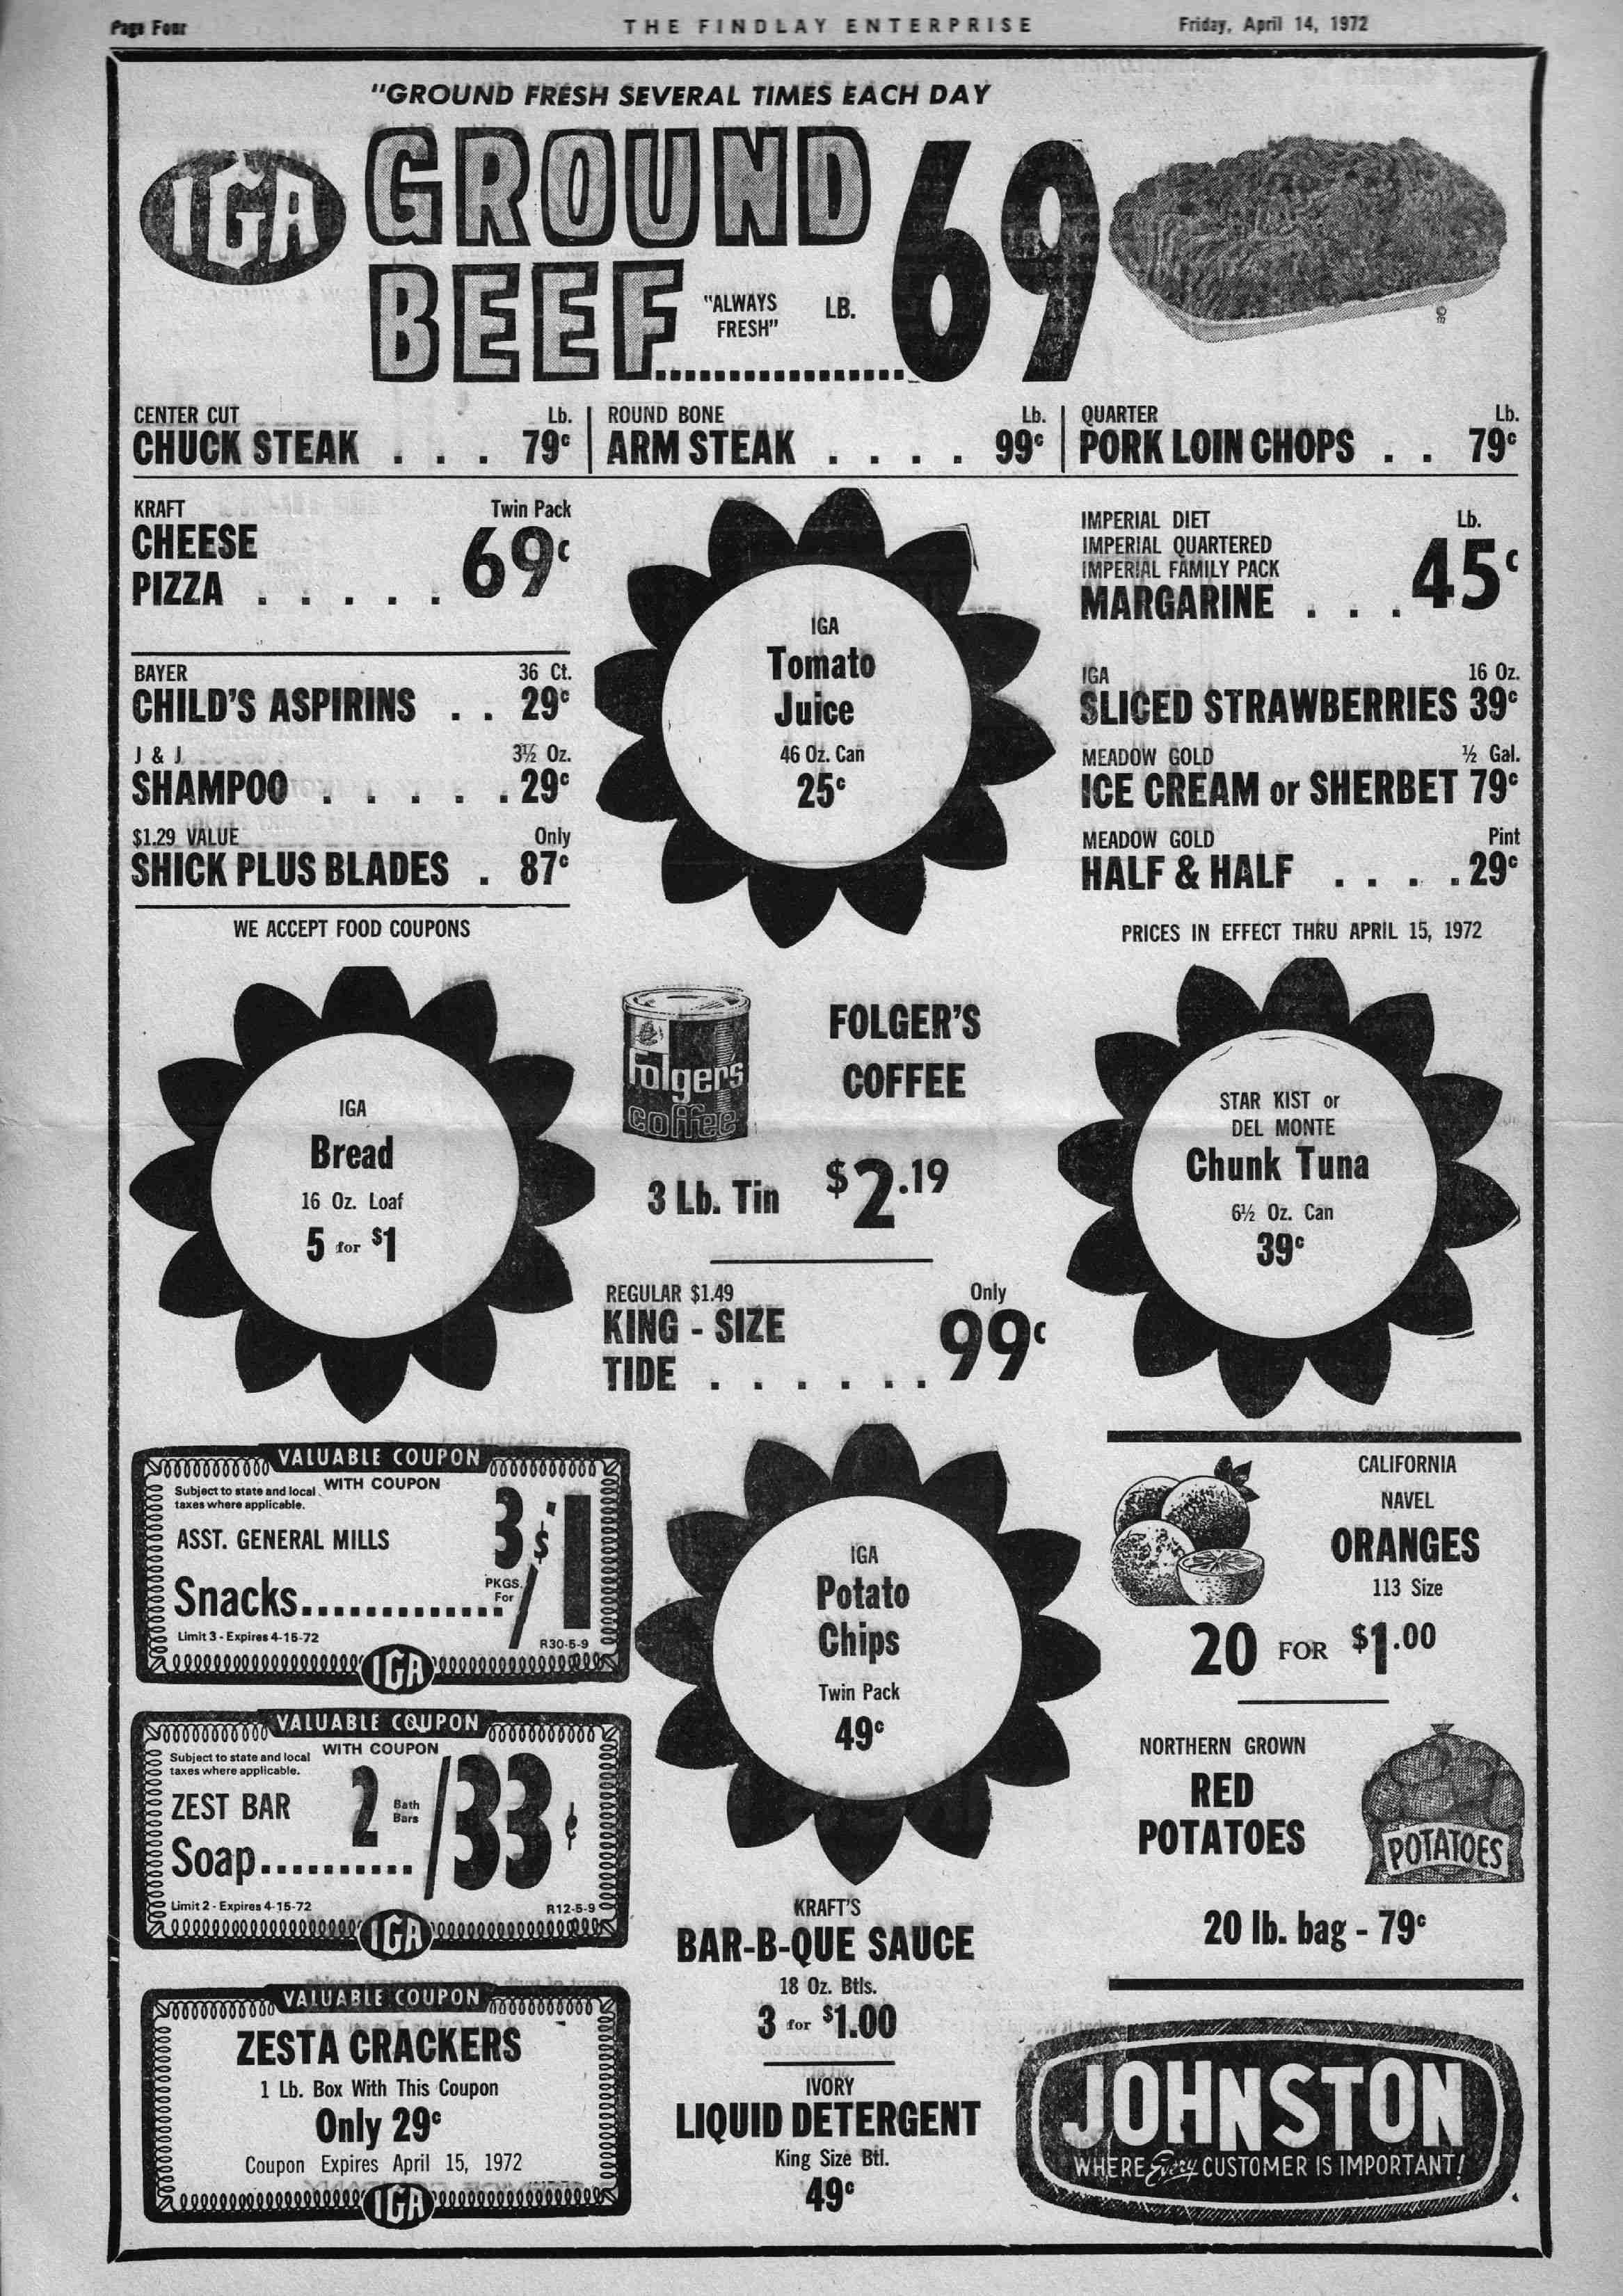 Page Four
THE FINDLAY ENTERPRISE
Friday, April 14, 1972
"GROUND FRESH SEVERAL TIMES EACH DAY
IGA
GROUND
BEEF
"ALWAYS
FRESH"
LB.
69
CENTER CUT Lb.
CHUCK STEAK . . . 79¢
ROUND BONE Lb.
ARM STEAK . . . . 99¢
QUARTER Lb.
PORK LOIN CHOPS . . 79¢
KRAFT Twin Pack
CHEESE
PIZZA . . . . . 69¢
BAYER 36 Ct.
CHILD'S ASPIRINS . . 29¢
J & J 3½ Oz.
SHAMPOO . . . . . 29¢
$1.29 VALUE Only
SHICK PLUS BLADES . 87¢
WE ACCEPT FOOD COUPONS
IGA
Tomato
Juice
46 Oz. Can
25¢
IMPERIAL DIET Lb.
IMPERIAL QUARTERED
IMPERIAL FAMILY PACK
MARGARINE . . . 45¢
IGA 16 Oz.
SLICED STRAWBERRIES 39¢
MEADOW GOLD ½ Gal.
ICE CREAM or SHERBET 79¢
MEADOW GOLD Pint
HALF & HALF . . . . 29¢
PRICES IN EFFECT THRU APRIL 15, 1972
IGA
Bread
16 Oz. Loaf
5 for $1
Folger's
coffee
FOLGER'S
COFFEE
3 Lb. Tin $2.19
REGULAR $1.49 Only
KING - SIZE
TIDE . . . . . . 99¢
STAR KIST or
DEL MONTE
Chunk Tuna
6½ Oz. Can
39¢
VALUABLE COUPON
WITH COUPON
Subject to state and local
taxes where applicable.
ASST. GENERAL MILLS
Snacks..............
3 PKGS. For / $1
Limit 3 - Expires 4-15-72
R30-5-9
IGA
VALUABLE COUPON
WITH COUPON
Subject to state and local
taxes where applicable.
ZEST BAR
Soap..........
2 Bath Bars / 33¢
Limit 2 - Expires 4-15-72
R12-5-9
IGA
VALUABLE COUPON
ZESTA CRACKERS
1 Lb. Box With This Coupon
Only 29¢
Coupon Expires April 15, 1972
IGA
IGA
Potato
Chips
Twin Pack
49¢
KRAFT'S
BAR-B-QUE SAUCE
18 Oz. Btls.
3 for $1.00
IVORY
LIQUID DETERGENT
King Size Btl.
49¢
CALIFORNIA
NAVEL
ORANGES
113 Size
20 FOR $1.00
NORTHERN GROWN
RED
POTATOES
POTATOES
20 lb. bag - 79¢
JOHNSTON
WHERE Every CUSTOMER IS IMPORTANT!